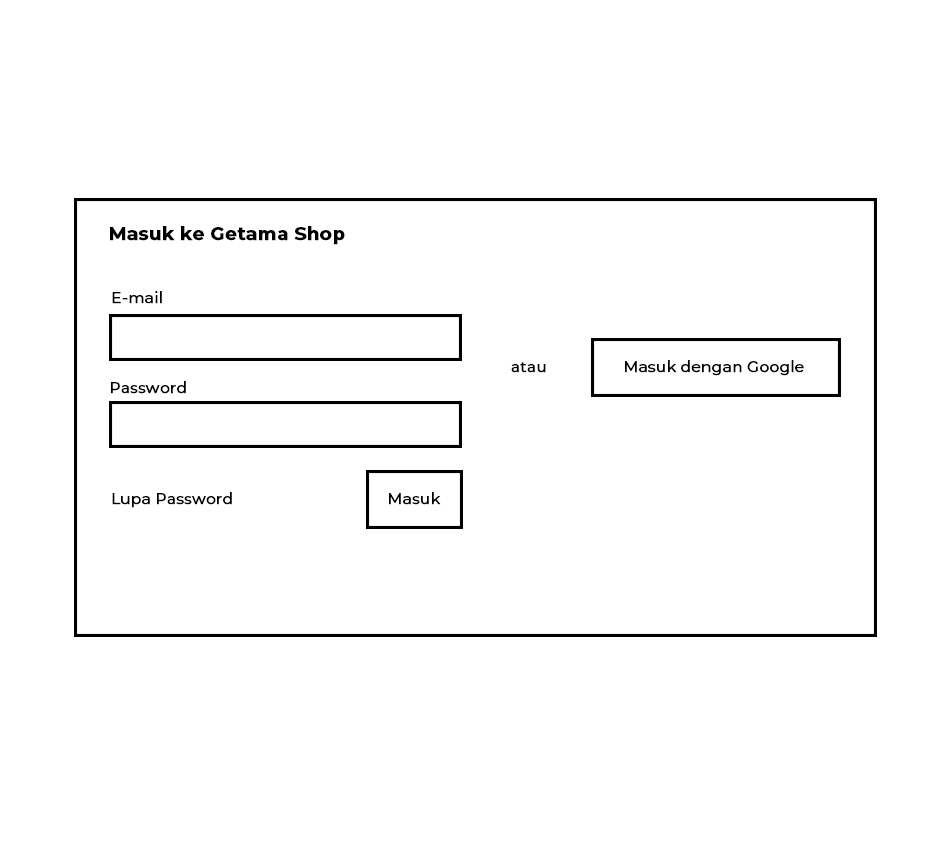 Masuk ke Getama Shop
E-mail
Password
Lupa Password
Masuk
atau
Masuk dengan Google